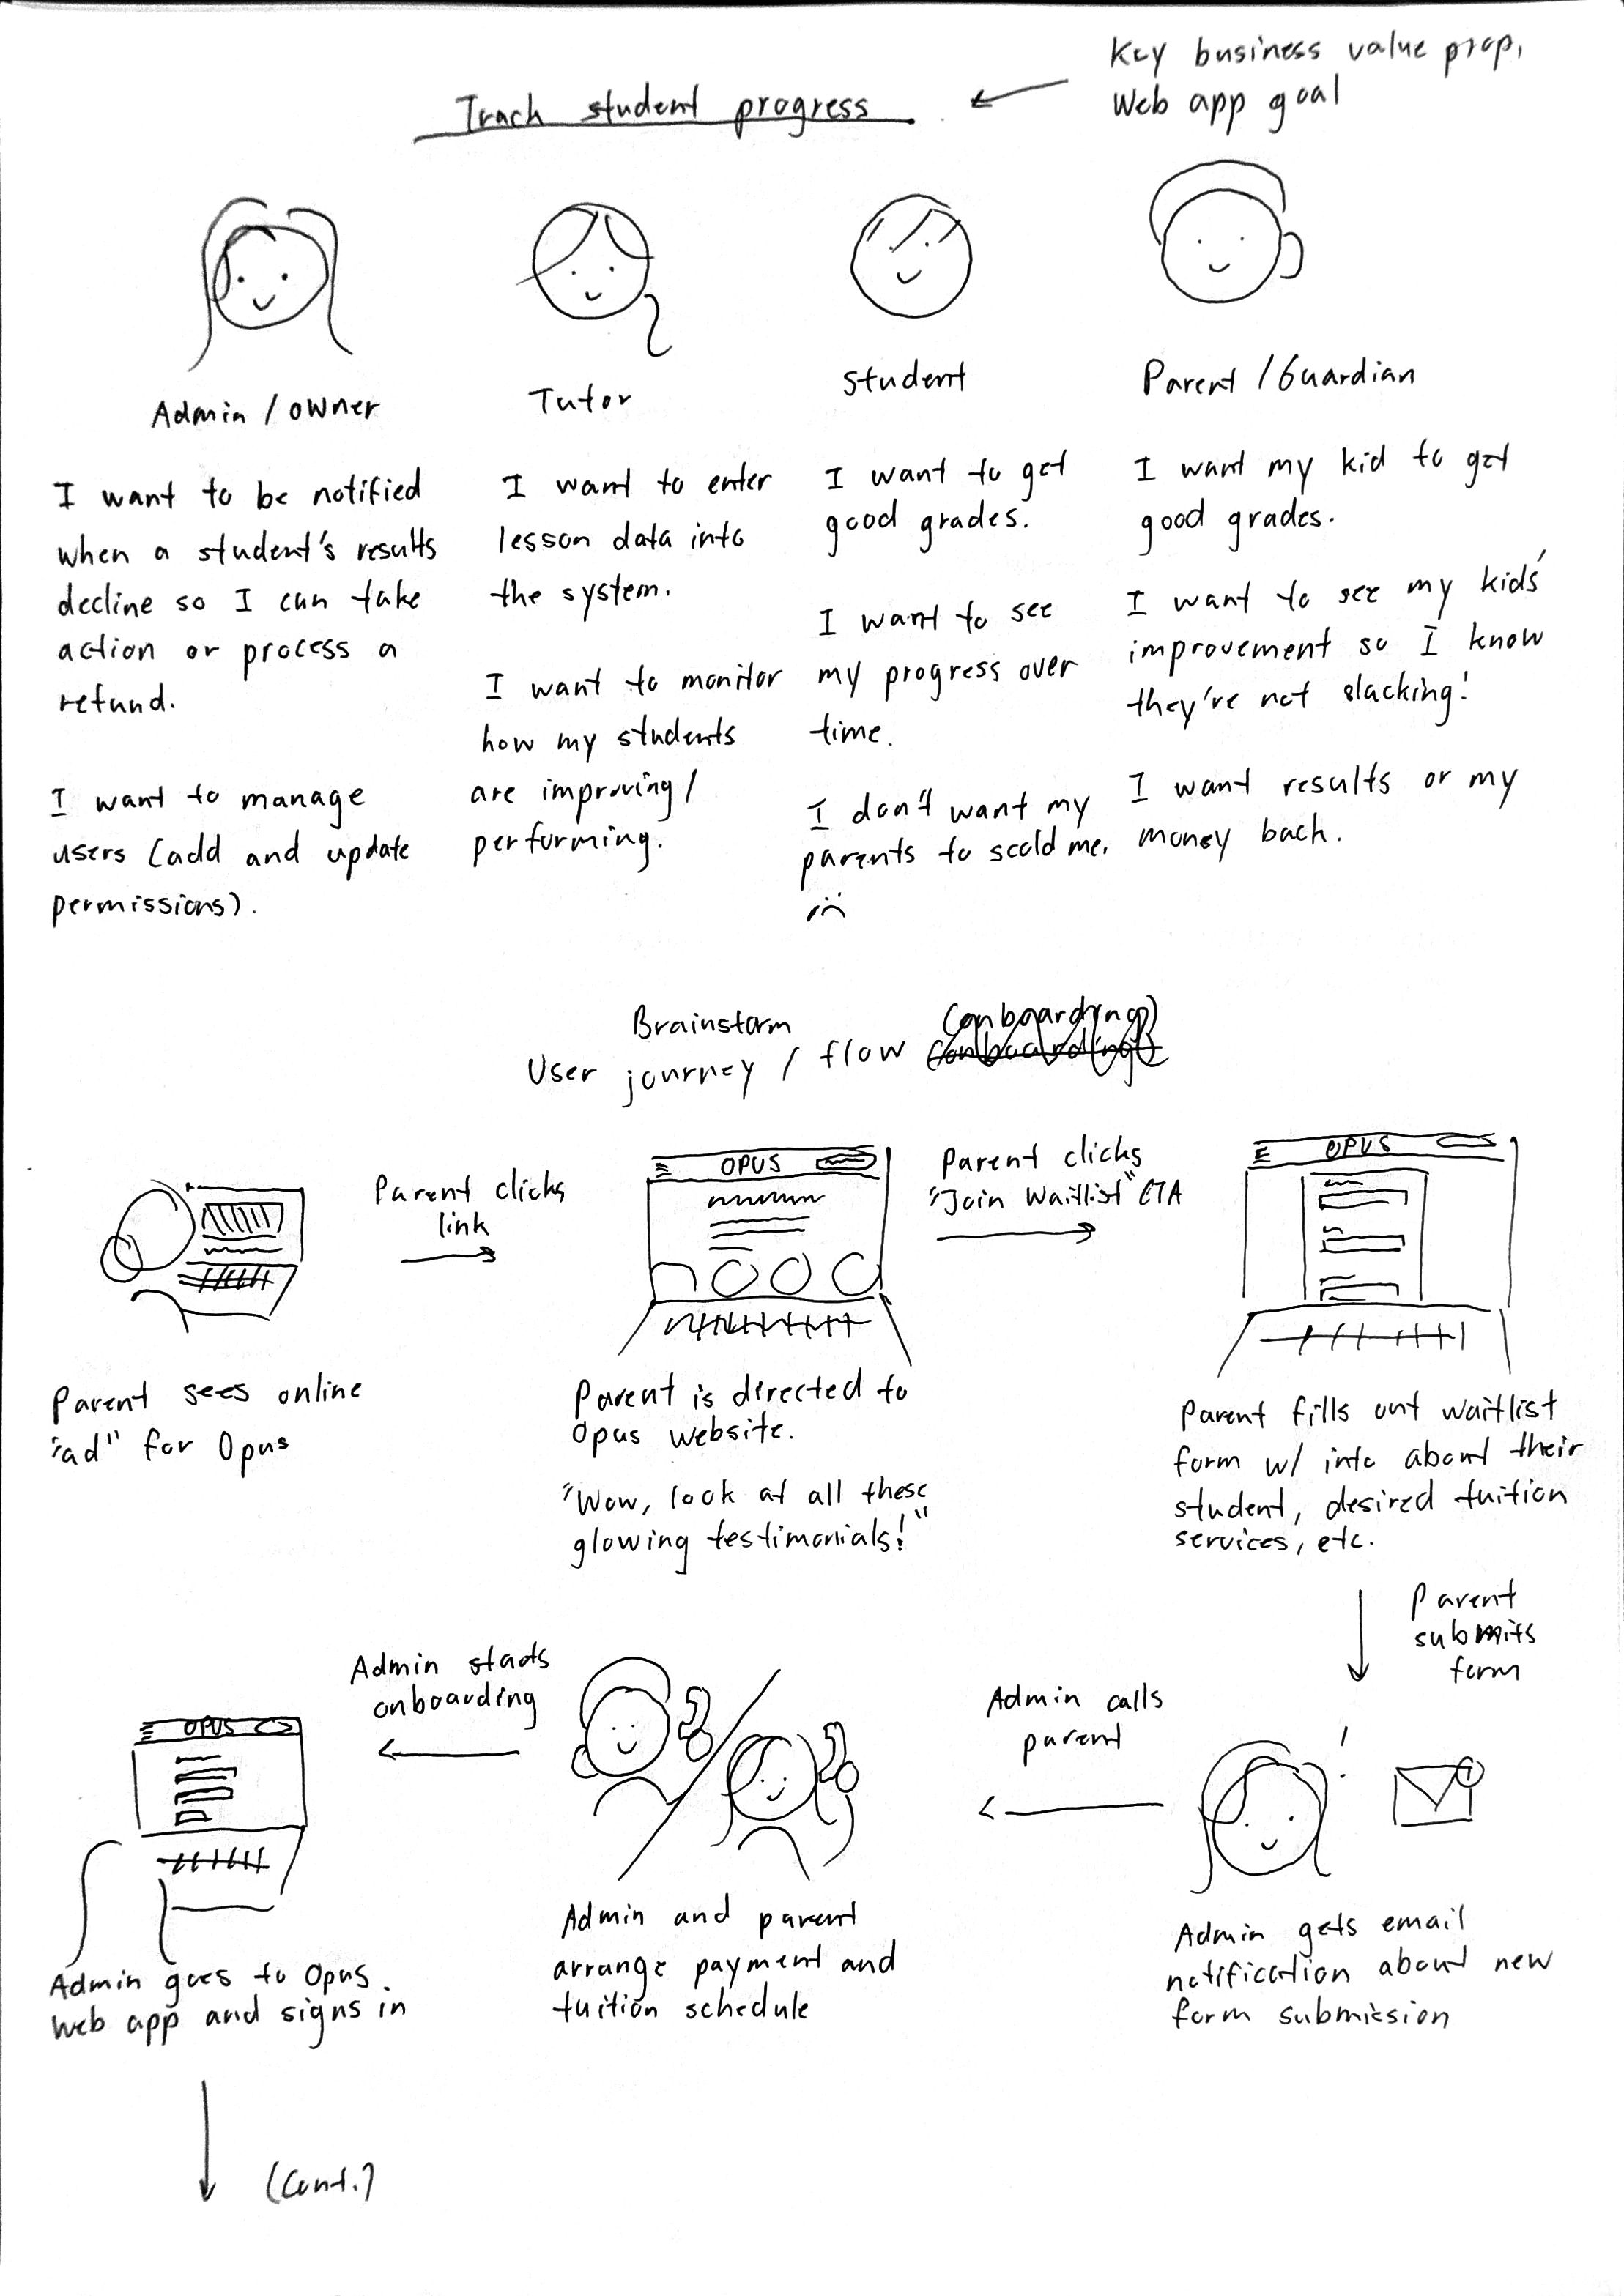 Key business value prop,
Web app goal
Track student progress
Admin / owner
I want to be notified
when a student's results
decline so I can take
action or process a
refund.
I want to manage
users (add and update
permissions).
Tutor
I want to enter
lesson data into
the system.
I want to monitor
how my students
are improving /
performing.
Student
I want to get
good grades.
I want to see
my progress over
time.
I don't want my
parents to scold me.
Parent / Guardian
I want my kid to get
good grades.
I want to see my kids'
improvement so I know
they're not slacking!
I want results or my
money back.
Brainstorm
User journey / flow
(onboarding)
(onboarding)
Parent sees online
"ad" for Opus
Parent clicks
link
OPUS
Parent is directed to
Opus website.
"Wow, look at all these
glowing testimonials!"
Parent clicks
"Join Waitlist" CTA
OPUS
Parent fills out waitlist
form w/ info about their
student, desired tuition
services, etc.
Parent
submits
form
Admin gets email
notification about new
form submission
Admin calls
parent
Admin and parent
arrange payment and
tuition schedule
Admin starts
onboarding
OPUS
Admin goes to Opus
web app and signs in
(Cont.)